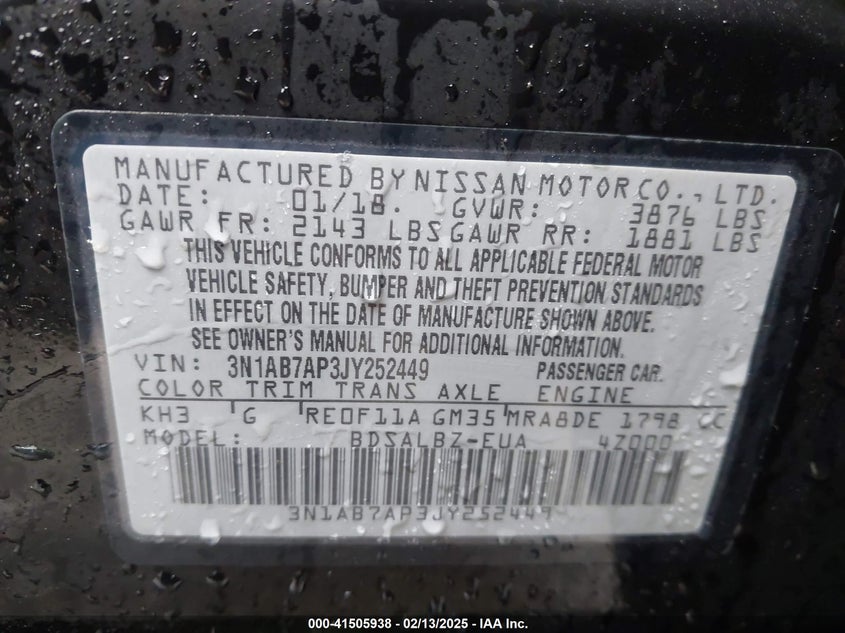 MANUFACTURED BY NISSAN MOTOR CO., LTD.
DATE: 01/18. GVWR: 3876 LBS
GAWR FR: 2143 LBS GAWR RR: 1881 LBS
THIS VEHICLE CONFORMS TO ALL APPLICABLE FEDERAL MOTOR
VEHICLE SAFETY, BUMPER AND THEFT PREVENTION STANDARDS
IN EFFECT ON THE DATE OF MANUFACTURE SHOWN ABOVE.
SEE OWNER'S MANUAL FOR ADDITIONAL INFORMATION.
VIN: 3N1AB7AP3JY252449 PASSENGER CAR.
COLOR TRIM TRANS AXLE ENGINE
KH3 G RE0F11A GM35 MRA8DE 1798 CC
MODEL: BDSALBZ-EUA 4Z000
3N1AB7AP3JY252449
000-41505938 - 02/13/2025 - IAA Inc.